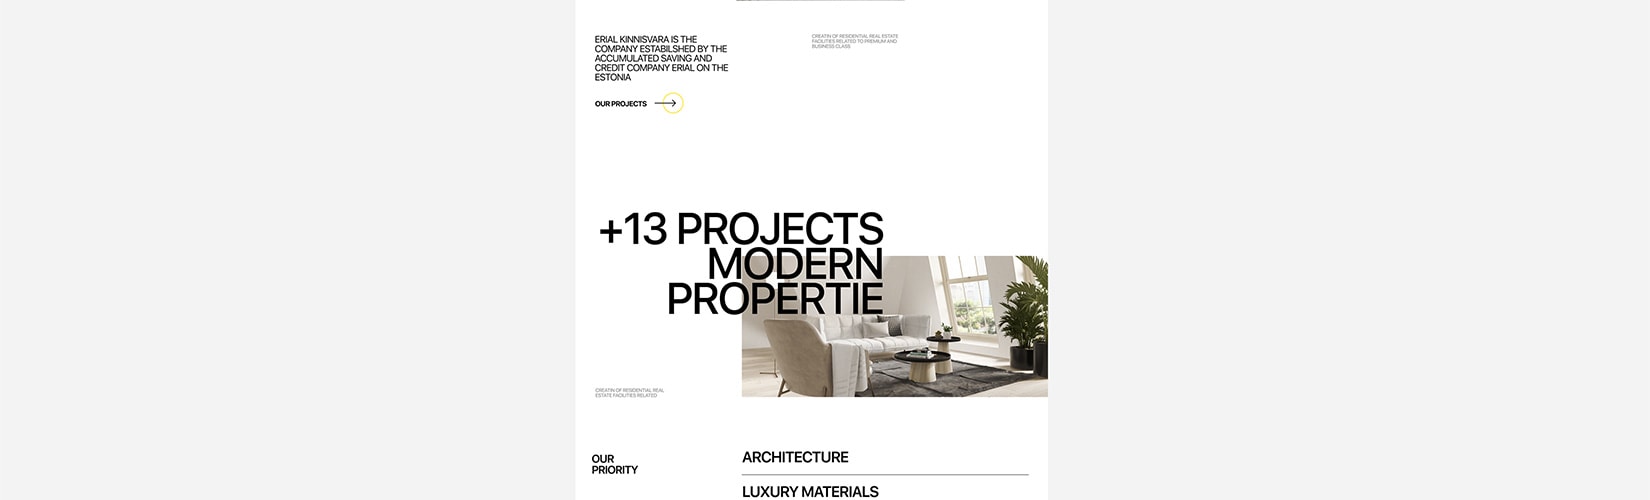 ERIAL KINNISVARA IS THE
COMPANY ESTABILSHED BY THE
ACCUMULATED SAVING AND
CREDIT COMPANY ERIAL ON THE
ESTONIA
CREATIN OF RESIDENTIAL REAL ESTATE
FACILITIES RELATED TO PREMIUM AND
BUSINESS CLASS
OUR PROJECTS
+13 PROJECTS
MODERN
PROPERTIE
CREATIN OF RESIDENTIAL REAL
ESTATE FACILITIES RELATED
OUR
PRIORITY
ARCHITECTURE
LUXURY MATERIALS